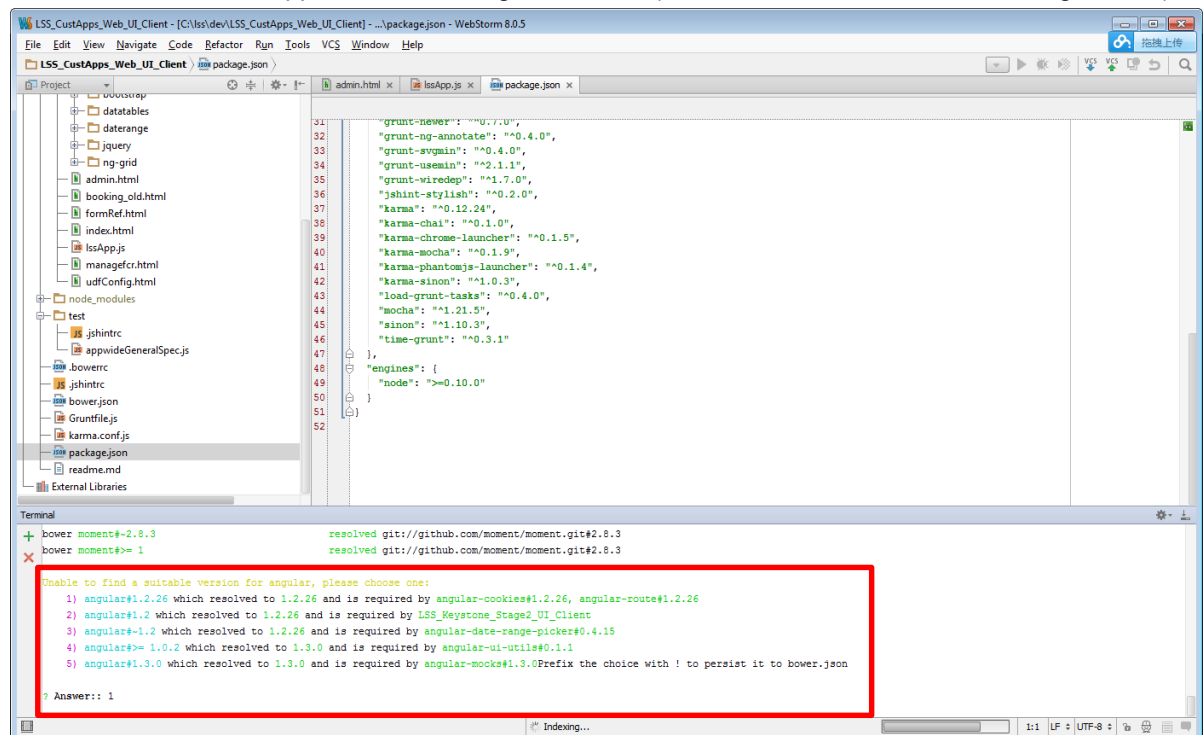 LSS_CustApps_Web_UI_Client - [C:\lss\dev\LSS_CustApps_Web_UI_Client] - ...\package.json - WebStorm 8.0.5
File Edit View Navigate Code Refactor Run Tools VCS Window Help
拖拽上传
LSS_CustApps_Web_UI_Client package.json
Project
admin.html lssApp.js package.json
bootstrap
datatables
daterange
jquery
ng-grid
admin.html
booking_old.html
formRef.html
index.html
lssApp.js
managefcr.html
udfConfig.html
node_modules
test
.jshintrc
appwideGeneralSpec.js
.bowerrc
.jshintrc
bower.json
Gruntfile.js
karma.conf.js
package.json
readme.md
External Libraries
31 "grunt-newer": "^0.7.0",
32 "grunt-ng-annotate": "^0.4.0",
33 "grunt-svgmin": "^0.4.0",
34 "grunt-usemin": "^2.1.1",
35 "grunt-wiredep": "^1.7.0",
36 "jshint-stylish": "^0.2.0",
37 "karma": "^0.12.24",
38 "karma-chai": "^0.1.0",
39 "karma-chrome-launcher": "^0.1.5",
40 "karma-mocha": "^0.1.9",
41 "karma-phantomjs-launcher": "^0.1.4",
42 "karma-sinon": "^1.0.3",
43 "load-grunt-tasks": "^0.4.0",
44 "mocha": "^1.21.5",
45 "sinon": "^1.10.3",
46 "time-grunt": "^0.3.1"
47 },
48 "engines": {
49 "node": ">=0.10.0"
50 }
51 }
52
Terminal
bower moment#~2.8.3 resolved git://github.com/moment/moment.git#2.8.3
bower moment#>= 1 resolved git://github.com/moment/moment.git#2.8.3
Unable to find a suitable version for angular, please choose one:
1) angular#1.2.26 which resolved to 1.2.26 and is required by angular-cookies#1.2.26, angular-route#1.2.26
2) angular#1.2 which resolved to 1.2.26 and is required by LSS_Keystone_Stage2_UI_Client
3) angular#~1.2 which resolved to 1.2.26 and is required by angular-date-range-picker#0.4.15
4) angular#>= 1.0.2 which resolved to 1.3.0 and is required by angular-ui-utils#0.1.1
5) angular#1.3.0 which resolved to 1.3.0 and is required by angular-mocks#1.3.0Prefix the choice with ! to persist it to bower.json
? Answer:: 1
Indexing...
1:1 LF UTF-8